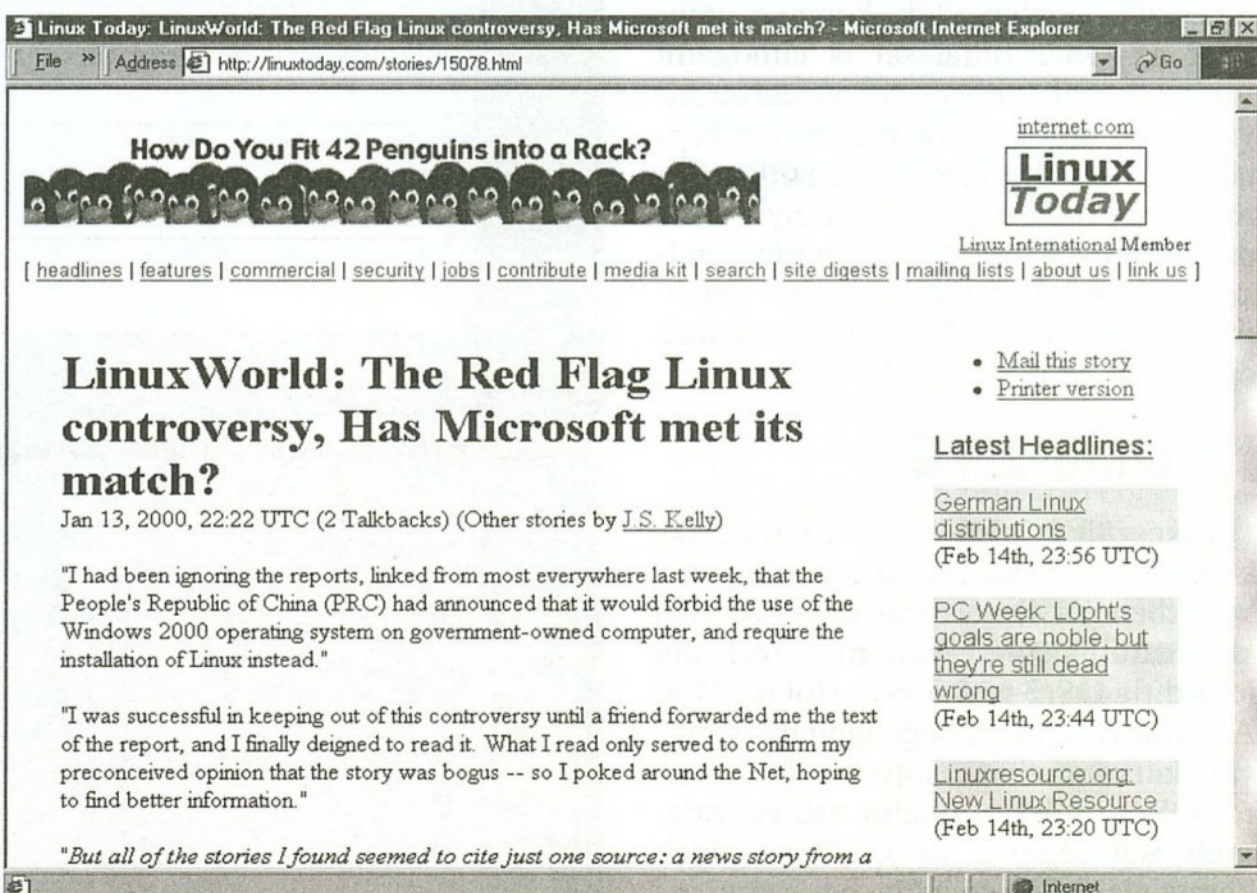 Linux Today: LinuxWorld: The Red Flag Linux controversy, Has Microsoft met its match? - Microsoft Internet Explorer
File » Address http://linuxtoday.com/stories/15078.html Go
How Do You Fit 42 Penguins into a Rack?
internet.com
Linux
Today
Linux International Member
[ headlines | features | commercial | security | jobs | contribute | media kit | search | site digests | mailing lists | about us | link us ]
LinuxWorld: The Red Flag Linux
controversy, Has Microsoft met its
match?
Jan 13, 2000, 22:22 UTC (2 Talkbacks) (Other stories by J.S. Kelly)
"I had been ignoring the reports, linked from most everywhere last week, that the
People's Republic of China (PRC) had announced that it would forbid the use of the
Windows 2000 operating system on government-owned computer, and require the
installation of Linux instead."
"I was successful in keeping out of this controversy until a friend forwarded me the text
of the report, and I finally deigned to read it. What I read only served to confirm my
preconceived opinion that the story was bogus -- so I poked around the Net, hoping
to find better information."
"But all of the stories I found seemed to cite just one source: a news story from a
• Mail this story
• Printer version
Latest Headlines:
German Linux
distributions
(Feb 14th, 23:56 UTC)
PC Week: L0pht's
goals are noble, but
they're still dead
wrong
(Feb 14th, 23:44 UTC)
Linuxresource.org:
New Linux Resource
(Feb 14th, 23:20 UTC)
Internet